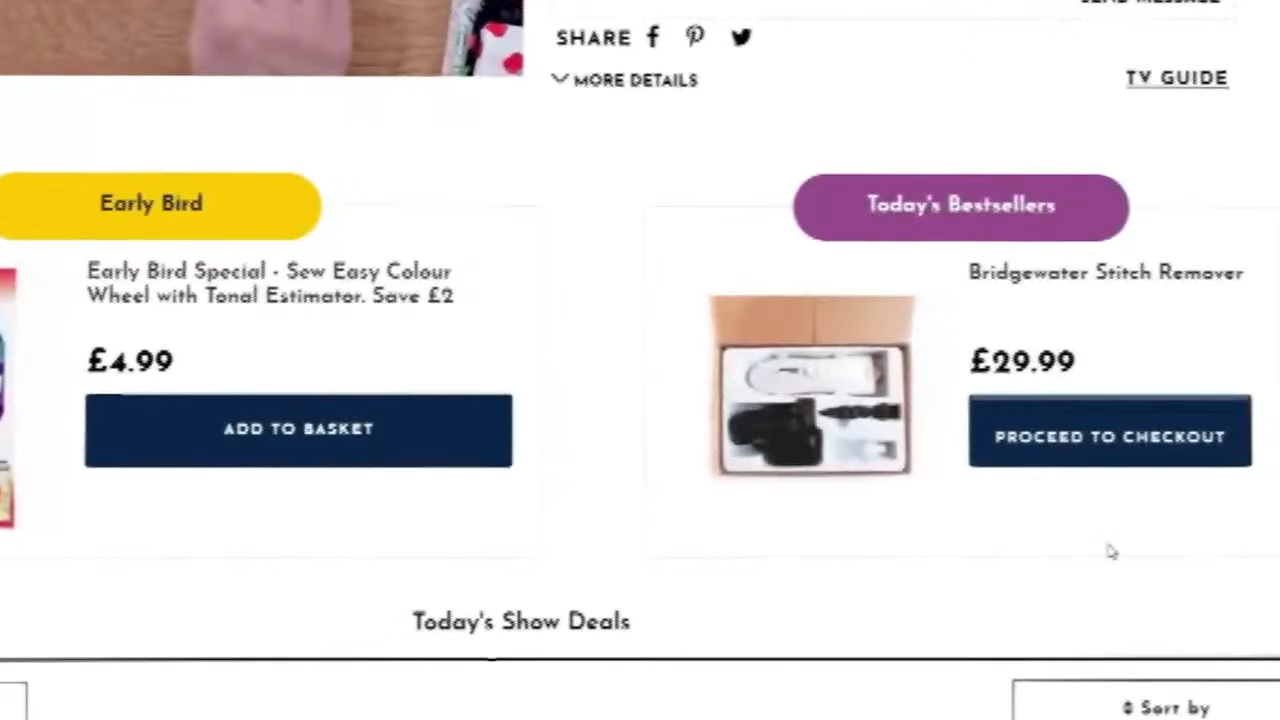 SEND MESSAGE
SHARE
MORE DETAILS
TV GUIDE
Early Bird
Early Bird Special - Sew Easy Colour
Wheel with Tonal Estimator. Save £2
£4.99
ADD TO BASKET
Today's Bestsellers
Bridgewater Stitch Remover
£29.99
PROCEED TO CHECKOUT
Today's Show Deals
Sort by